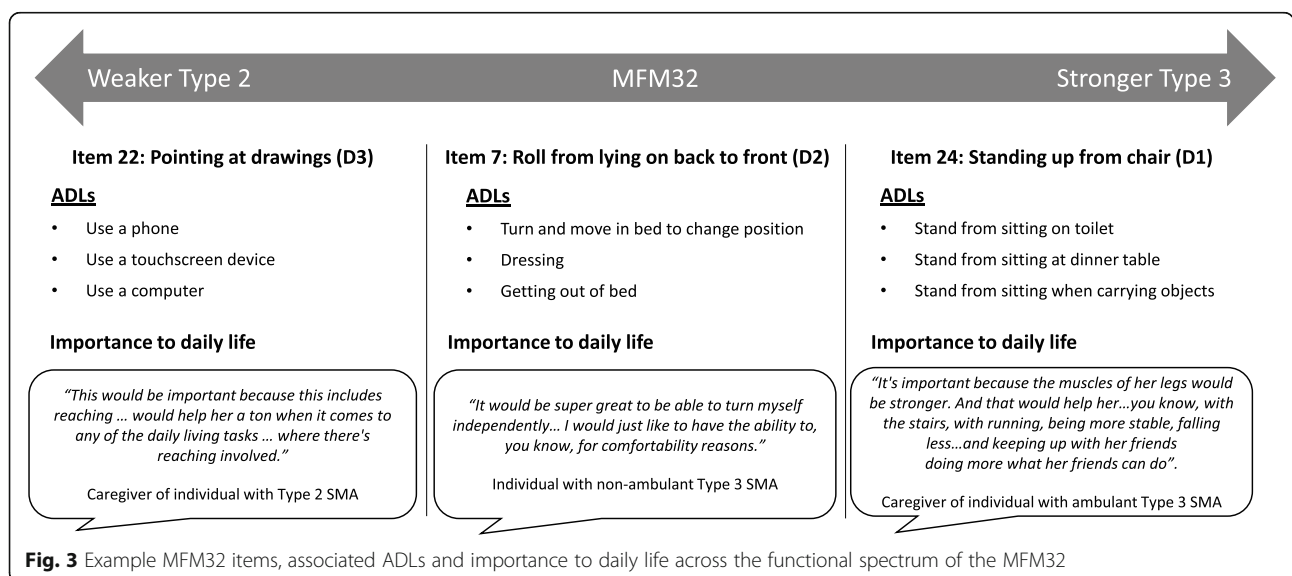 Weaker Type 2
MFM32
Stronger Type 3
Item 22: Pointing at drawings (D3)
ADLs
• Use a phone
• Use a touchscreen device
• Use a computer
Importance to daily life
“This would be important because this includes
reaching ... would help her a ton when it comes to
any of the daily living tasks ... where there's
reaching involved.”
Caregiver of individual with Type 2 SMA
Item 7: Roll from lying on back to front (D2)
ADLs
• Turn and move in bed to change position
• Dressing
• Getting out of bed
Importance to daily life
“It would be super great to be able to turn myself
independently... I would just like to have the ability to,
you know, for comfortability reasons.”
Individual with non-ambulant Type 3 SMA
Item 24: Standing up from chair (D1)
ADLs
• Stand from sitting on toilet
• Stand from sitting at dinner table
• Stand from sitting when carrying objects
Importance to daily life
“It's important because the muscles of her legs would
be stronger. And that would help her...you know, with
the stairs, with running, being more stable, falling
less...and keeping up with her friends
doing more what her friends can do”.
Caregiver of individual with ambulant Type 3 SMA
Fig. 3 Example MFM32 items, associated ADLs and importance to daily life across the functional spectrum of the MFM32